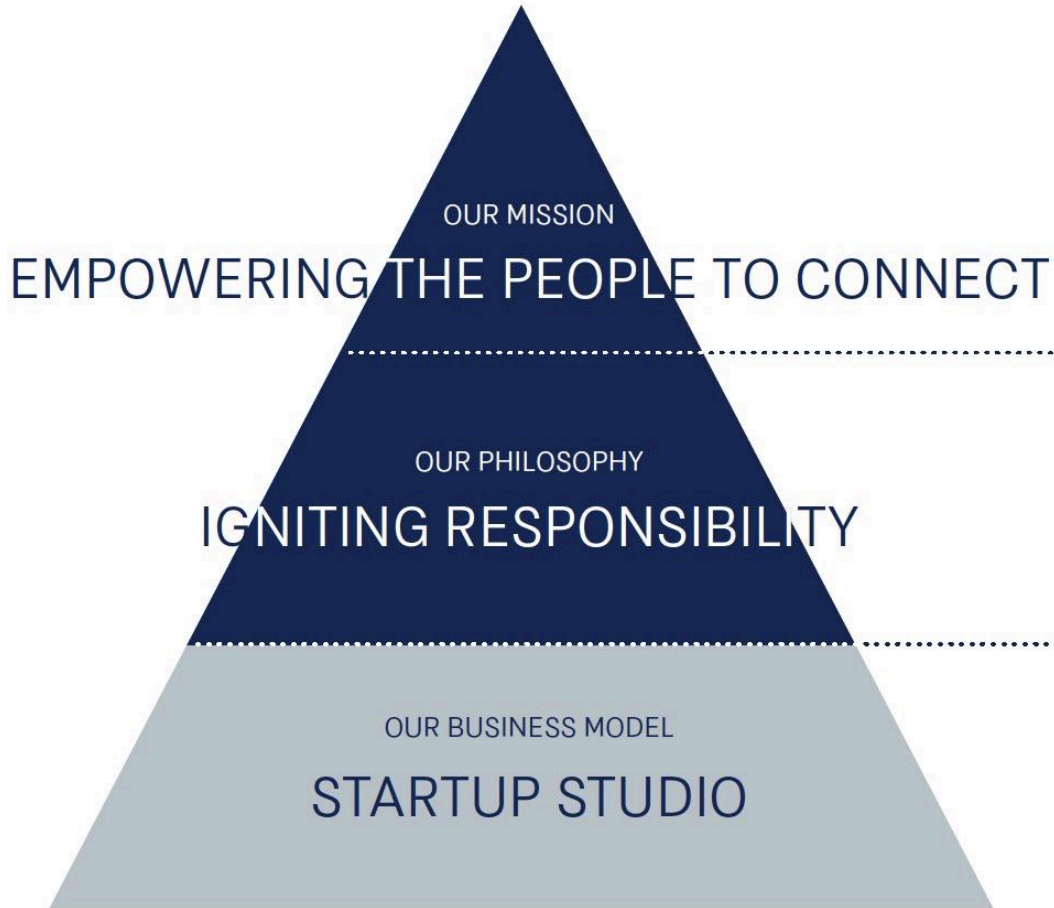 OUR MISSION
EMPOWERING THE PEOPLE TO CONNECT
OUR PHILOSOPHY
IGNITING RESPONSIBILITY
OUR BUSINESS MODEL
STARTUP STUDIO